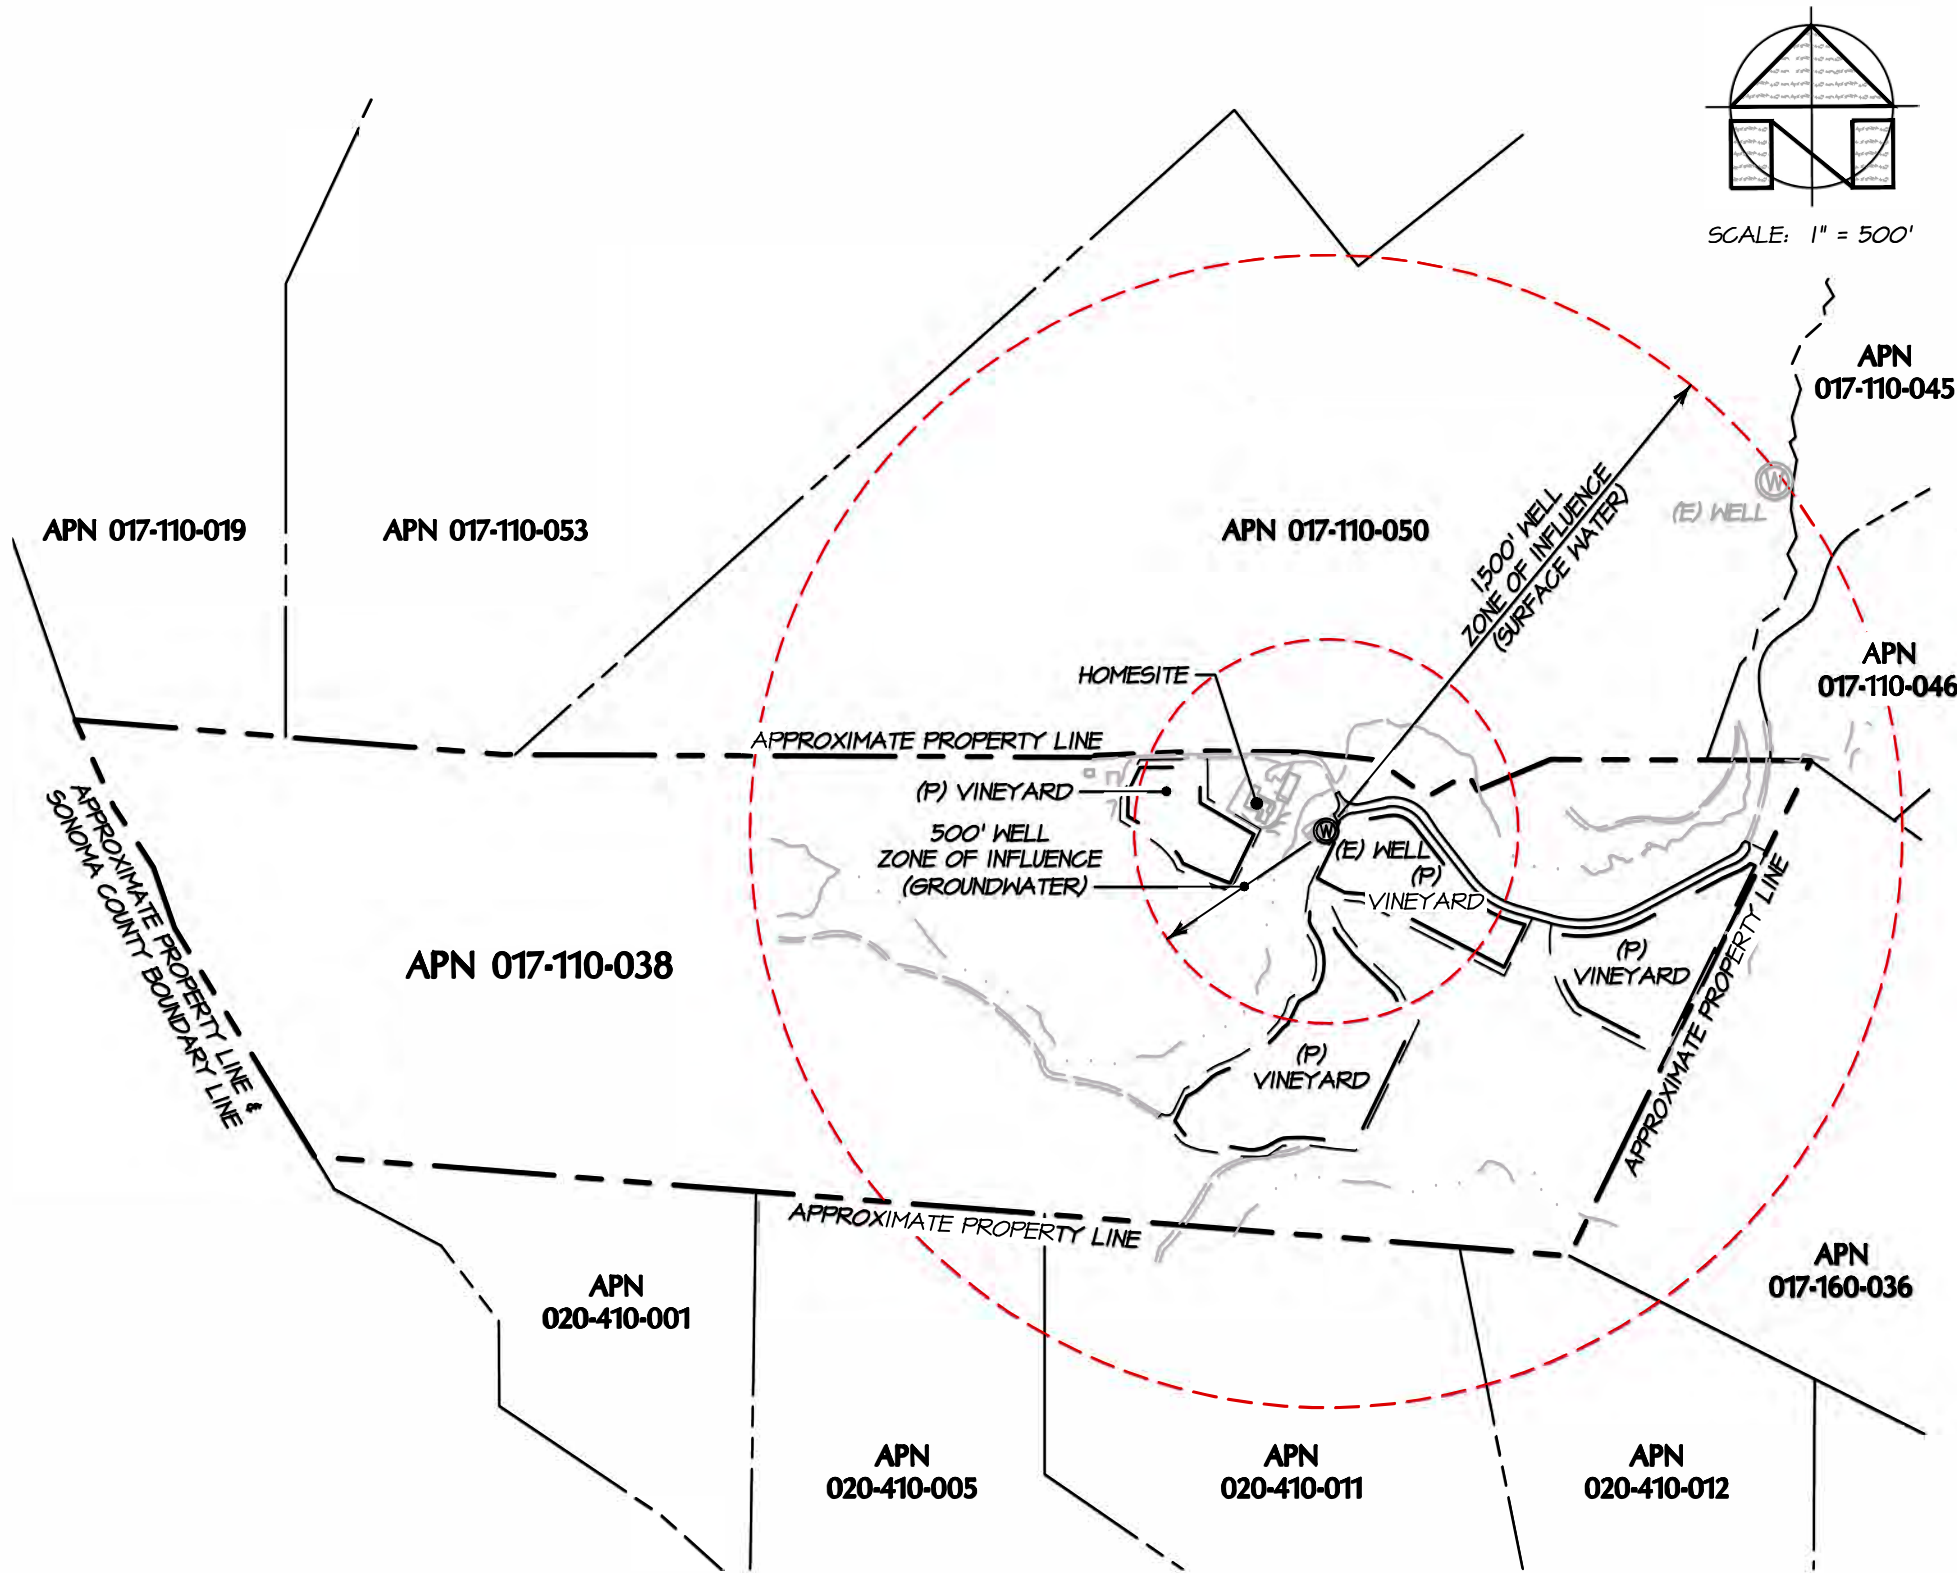 SCALE: 1" = 500'
APN
017-110-045
APN 017-110-019
APN 017-110-053
APN 017-110-050
1,500' WELL
ZONE OF INFLUENCE
(SURFACE WATER)
W
(E) WELL
APN
017-110-046
HOMESITE
APPROXIMATE PROPERTY LINE
(P) VINEYARD
500' WELL
ZONE OF INFLUENCE
(GROUNDWATER)
W
(E) WELL
(P)
VINEYARD
(P)
VINEYARD
(P)
VINEYARD
APPROXIMATE PROPERTY LINE
APPROXIMATE PROPERTY LINE &
SONOMA COUNTY BOUNDARY LINE
APN 017-110-038
APPROXIMATE PROPERTY LINE
APN
020-410-001
APN
017-160-036
APN
020-410-005
APN
020-410-011
APN
020-410-012